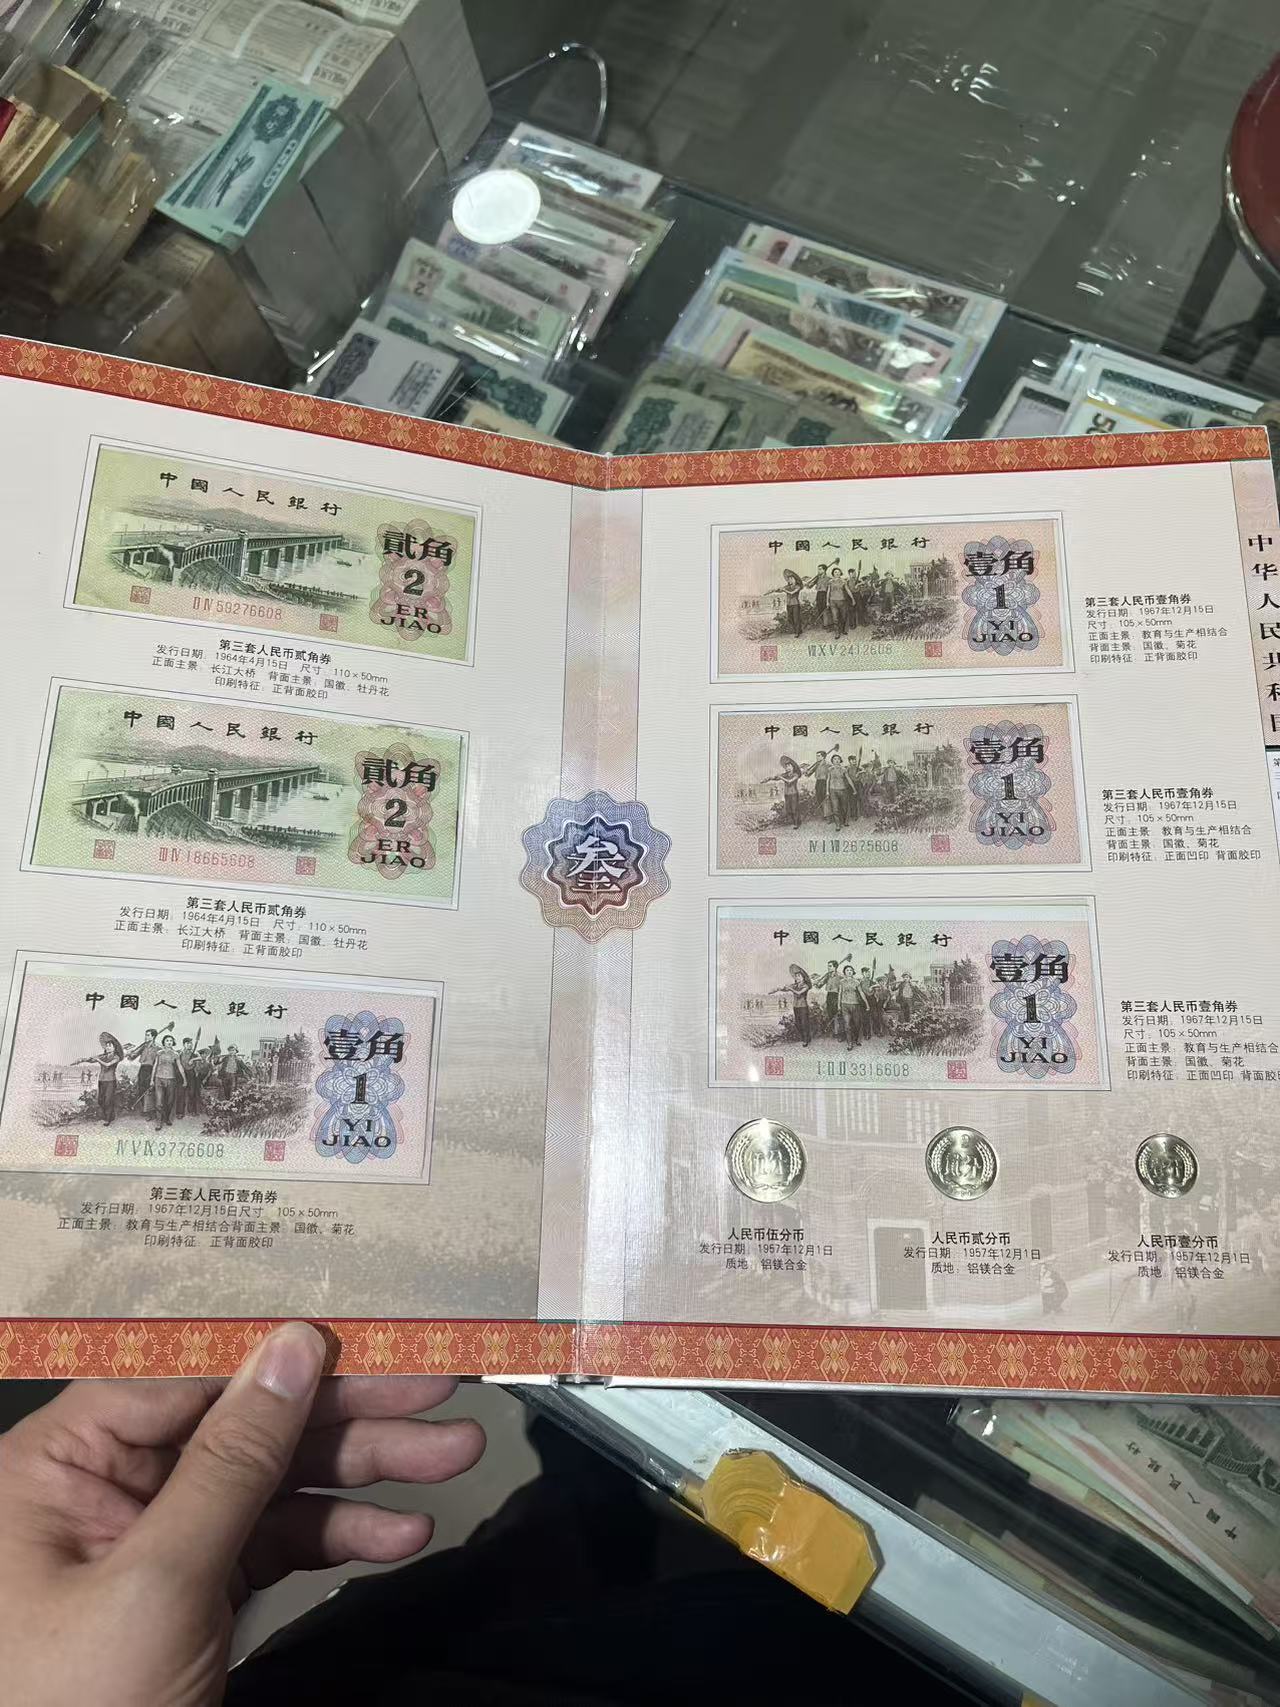 中國人民銀行
貳角
2
ER
JIAO
ⅡⅣ59276608
第三套人民币贰角券
发行日期：1964年4月15日 尺寸：110×50mm
正面主景：长江大桥 背面主景：国徽、牡丹花
印刷特征：正背面胶印
中國人民銀行
貳角
2
ER
JIAO
ⅢⅣ18665608
第三套人民币贰角券
发行日期：1964年4月15日 尺寸：110×50mm
正面主景：长江大桥 背面主景：国徽、牡丹花
印刷特征：正背面胶印
中國人民銀行
壹角
1
YI
JIAO
ⅣⅤⅨ3776608
第三套人民币壹角券
发行日期：1967年12月15日尺寸：105×50mm
正面主景：教育与生产相结合背面主景：国徽、菊花
印刷特征：正背面胶印
叁
中國人民銀行
壹角
1
YI
JIAO
ⅦⅩⅤ2412608
第三套人民币壹角券
发行日期：1967年12月15日
尺寸：105×50mm
正面主景：教育与生产相结合
背面主景：国徽、菊花
印刷特征：正背面胶印
中國人民銀行
壹角
1
YI
JIAO
ⅣⅠⅦ2675608
第三套人民币壹角券
发行日期：1967年12月15日
尺寸：105×50mm
正面主景：教育与生产相结合
背面主景：国徽、菊花
印刷特征：正面凹印 背面胶印
中國人民銀行
壹角
1
YI
JIAO
ⅠⅡⅡ3316608
第三套人民币壹角券
发行日期：1967年12月15日
尺寸：105×50mm
正面主景：教育与生产相结合
背面主景：国徽、菊花
印刷特征：正面凹印 背面胶
人民币伍分币
发行日期：1957年12月1日
质地：铝镁合金
人民币贰分币
发行日期：1957年12月1日
质地：铝镁合金
人民币壹分币
发行日期：1957年12月1日
质地：铝镁合金
中华人民共
中國人民銀行